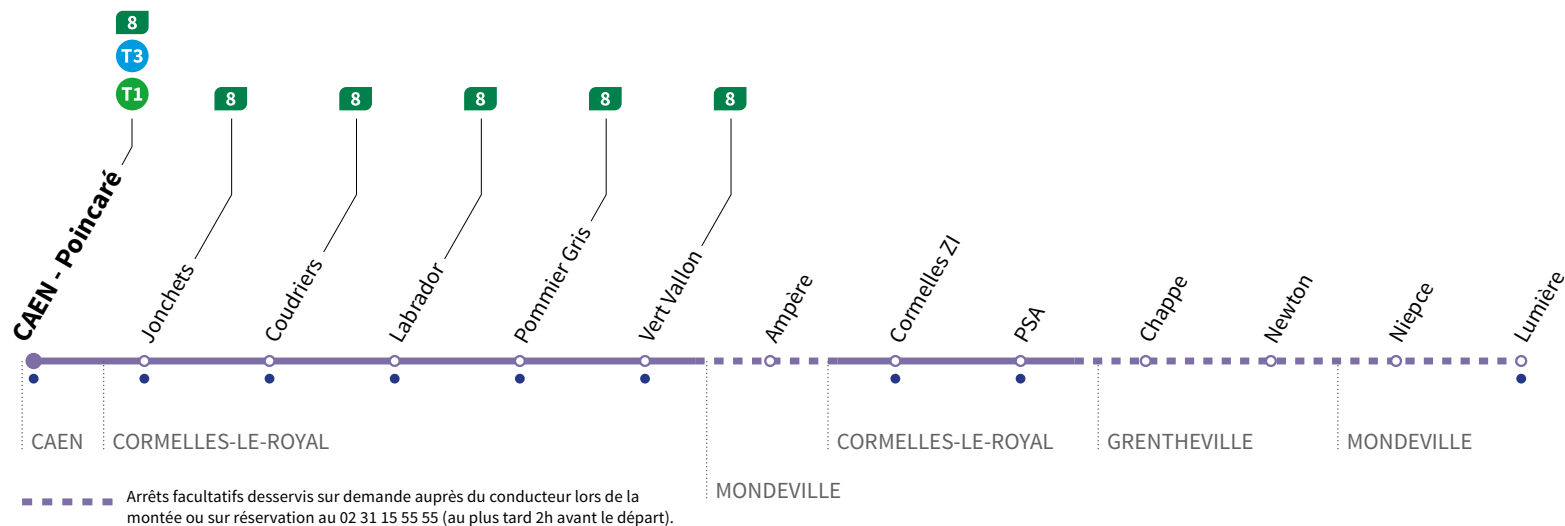 8
T3
T1
8
8
8
8
8
CAEN - Poincaré
Jonchets
Coudriers
Labrador
Pommier Gris
Vert Vallon
Ampère
Cormelles ZI
PSA
Chappe
Newton
Niepce
Lumière
CAEN
CORMELLES-LE-ROYAL
MONDEVILLE
CORMELLES-LE-ROYAL
GRENTHEVILLE
MONDEVILLE
Arrêts facultatifs desservis sur demande auprès du conducteur lors de la
montée ou sur réservation au 02 31 15 55 55 (au plus tard 2h avant le départ).